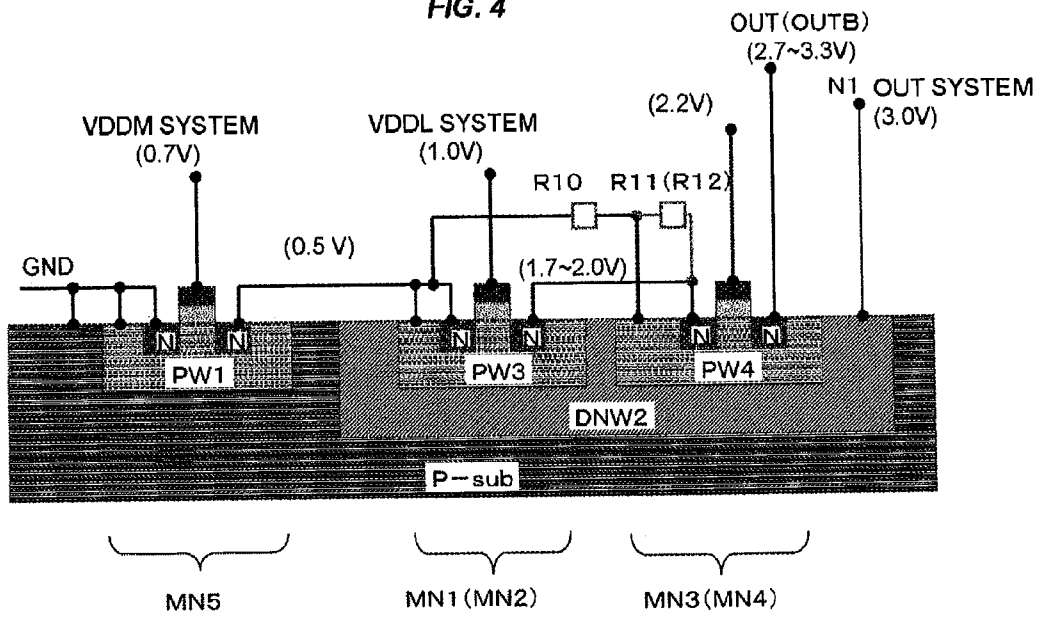 FIG. 4
OUT(OUTB)
(2.7~3.3V)
N1 OUT SYSTEM
(3.0V)
(2.2V)
VDDM SYSTEM
(0.7V)
VDDL SYSTEM
(1.0V)
R10 R11(R12)
(0.5 V)
GND
(1.7~2.0V)
N N N N N N
PW1 PW3 PW4
DNW2
P-sub
MN5 MN1(MN2) MN3(MN4)